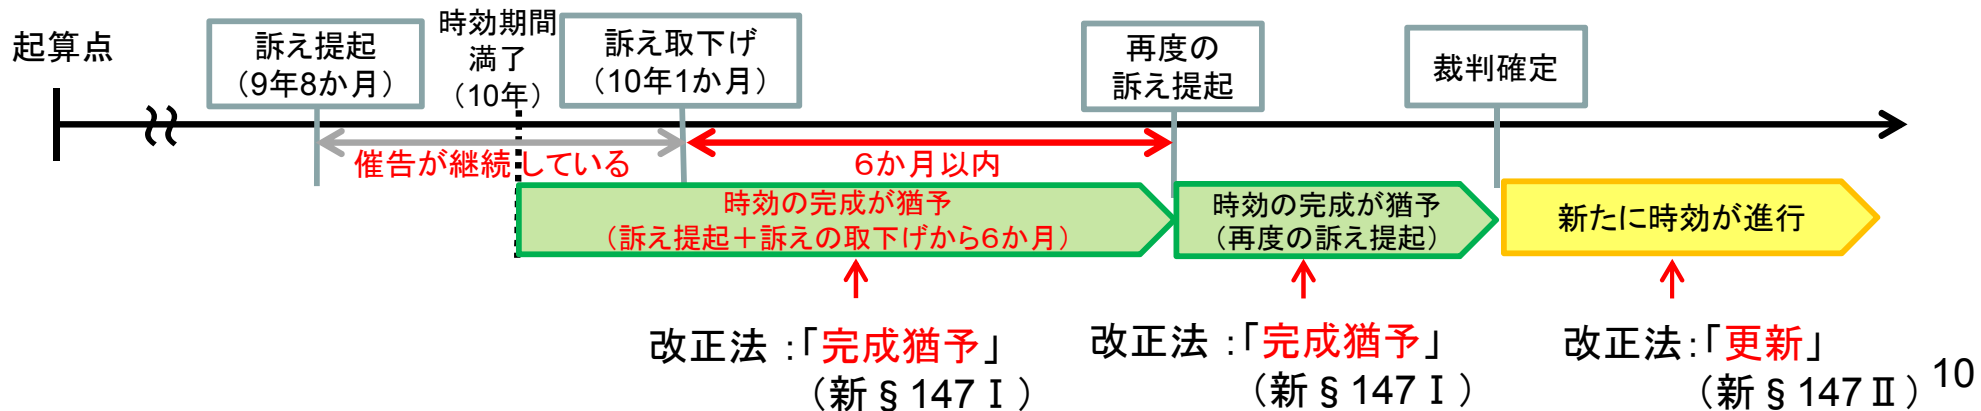 起算点
訴え提起
（9年8か月）
時効期間
満了
（10年）
訴え取下げ
（10年1か月）
再度の
訴え提起
裁判確定
催告が継続している
６か月以内
時効の完成が猶予
（訴え提起＋訴えの取下げから６か月）
時効の完成が猶予
（再度の訴え提起）
新たに時効が進行
改正法：「完成猶予」
（新§147Ⅰ）
改正法：「完成猶予」
（新§147Ⅰ）
改正法：「更新」
（新§147Ⅱ）
10